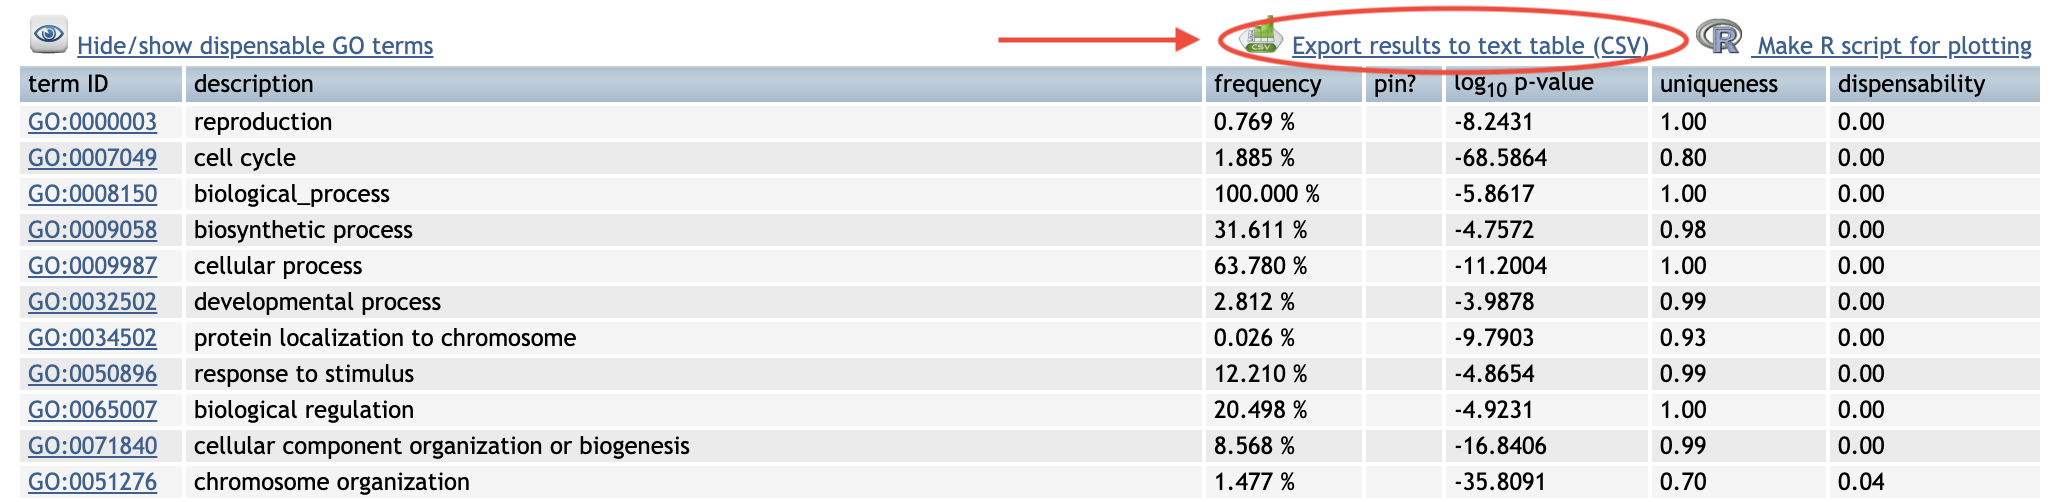 Hide/show dispensable GO terms CSV Export results to text table (CSV) R Make R script for plotting
term ID description frequency pin? log10 p-value uniqueness dispensability
GO:0000003 reproduction 0.769 % -8.2431 1.00 0.00
GO:0007049 cell cycle 1.885 % -68.5864 0.80 0.00
GO:0008150 biological_process 100.000 % -5.8617 1.00 0.00
GO:0009058 biosynthetic process 31.611 % -4.7572 0.98 0.00
GO:0009987 cellular process 63.780 % -11.2004 1.00 0.00
GO:0032502 developmental process 2.812 % -3.9878 0.99 0.00
GO:0034502 protein localization to chromosome 0.026 % -9.7903 0.93 0.00
GO:0050896 response to stimulus 12.210 % -4.8654 0.99 0.00
GO:0065007 biological regulation 20.498 % -4.9231 1.00 0.00
GO:0071840 cellular component organization or biogenesis 8.568 % -16.8406 0.99 0.00
GO:0051276 chromosome organization 1.477 % -35.8091 0.70 0.04